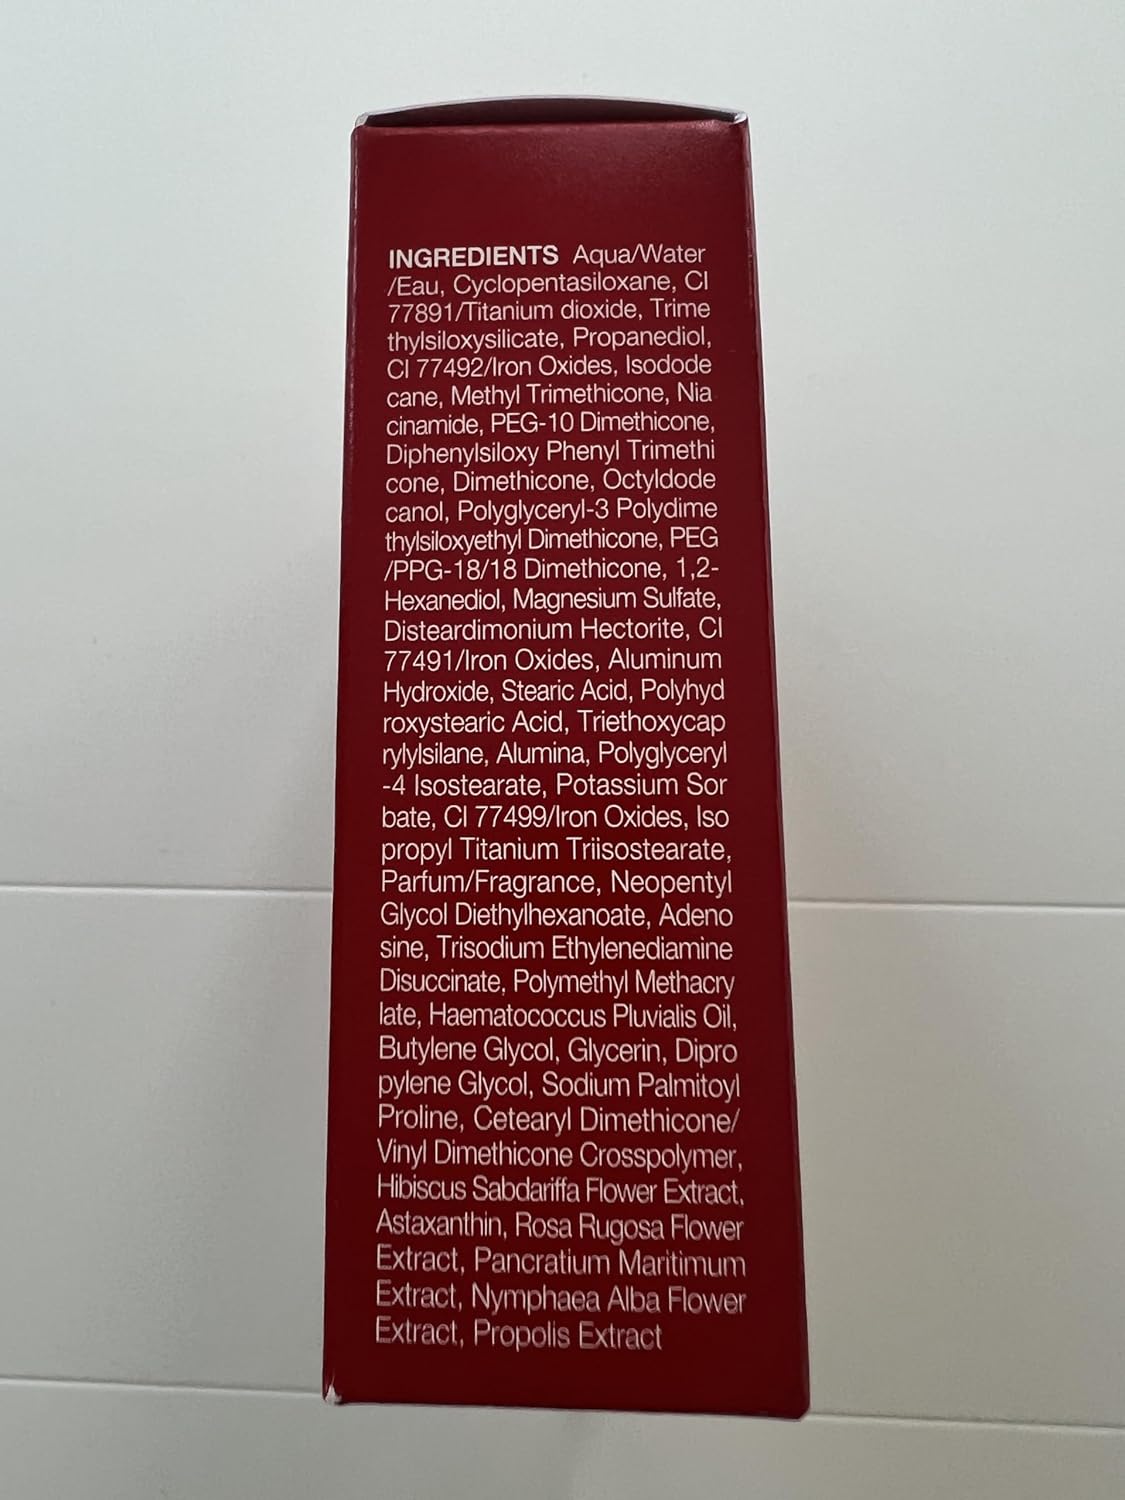 INGREDIENTS Aqua/Water
/Eau, Cyclopentasiloxane, CI
77891/Titanium dioxide, Trime
thylsiloxysilicate, Propanediol,
CI 77492/Iron Oxides, Isodode
cane, Methyl Trimethicone, Nia
cinamide, PEG-10 Dimethicone,
Diphenylsiloxy Phenyl Trimethi
cone, Dimethicone, Octyldode
canol, Polyglyceryl-3 Polydime
thylsiloxyethyl Dimethicone, PEG
/PPG-18/18 Dimethicone, 1,2-
Hexanediol, Magnesium Sulfate,
Disteardimonium Hectorite, CI
77491/Iron Oxides, Aluminum
Hydroxide, Stearic Acid, Polyhyd
roxystearic Acid, Triethoxycap
rylylsilane, Alumina, Polyglyceryl
-4 Isostearate, Potassium Sor
bate, CI 77499/Iron Oxides, Iso
propyl Titanium Triisostearate,
Parfum/Fragrance, Neopentyl
Glycol Diethylhexanoate, Adeno
sine, Trisodium Ethylenediamine
Disuccinate, Polymethyl Methacry
late, Haematococcus Pluvialis Oil,
Butylene Glycol, Glycerin, Dipro
pylene Glycol, Sodium Palmitoyl
Proline, Cetearyl Dimethicone/
Vinyl Dimethicone Crosspolymer,
Hibiscus Sabdariffa Flower Extract,
Astaxanthin, Rosa Rugosa Flower
Extract, Pancratium Maritimum
Extract, Nymphaea Alba Flower
Extract, Propolis Extract